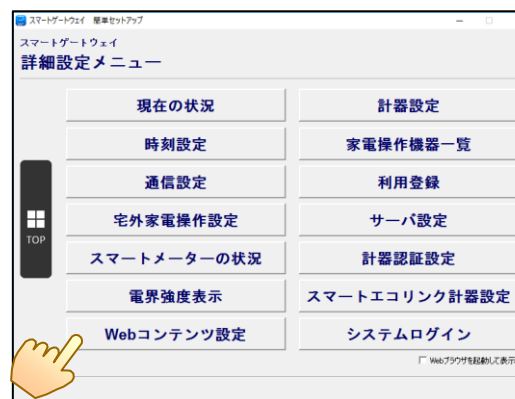 スマートゲートウェイ 簡単セットアップ
スマートゲートウェイ
詳細設定メニュー
現在の状況
計器設定
時刻設定
家電操作機器一覧
通信設定
利用登録
宅外家電操作設定
サーバ設定
TOP
スマートメーターの状況
計器認証設定
電界強度表示
スマートエコリンク計器設定
Webコンテンツ設定
システムログイン
Webブラウザを起動して表示